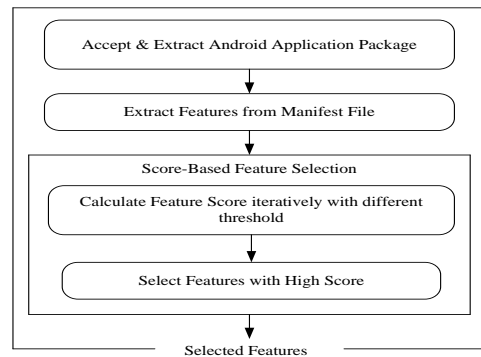 Accept & Extract Android Application Package
Extract Features from Manifest File
Score-Based Feature Selection
Calculate Feature Score iteratively with different
threshold
Select Features with High Score
Selected Features